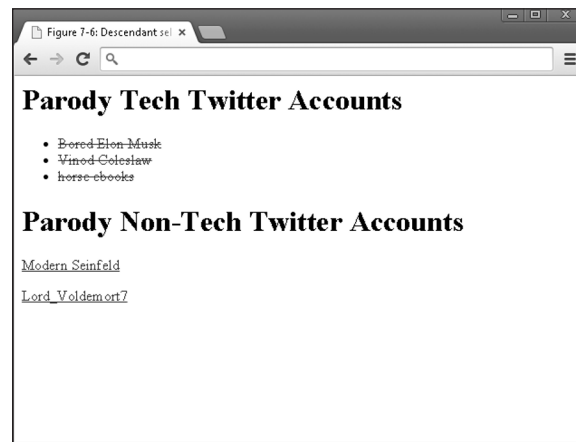 Figure 7-6: Descendant sel
Parody Tech Twitter Accounts
Bored Elon Musk
Vinod Coleslaw
horse ebooks
Parody Non-Tech Twitter Accounts
Modern Seinfeld
Lord_Voldemort7